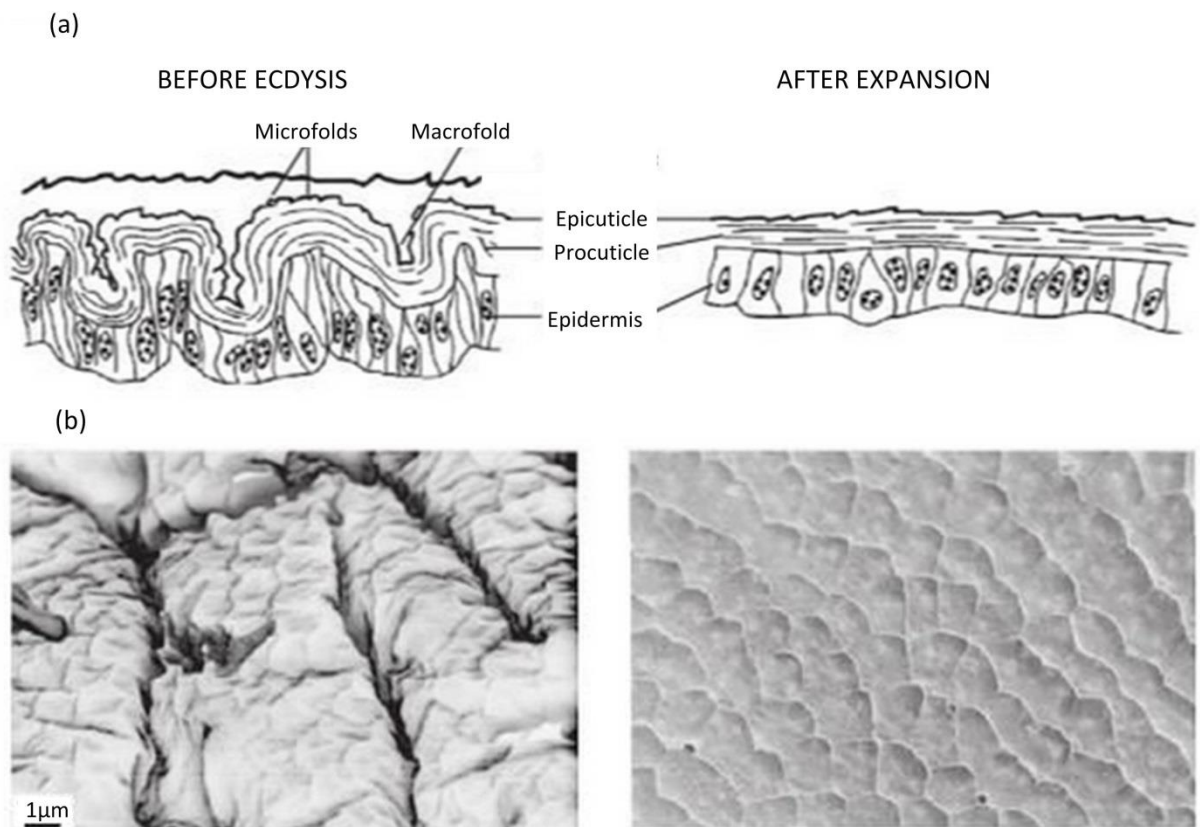 (a)
BEFORE ECDYSIS
AFTER EXPANSION
Microfolds
Macrofold
Epicuticle
Procuticle
Epidermis
(b)
1μm